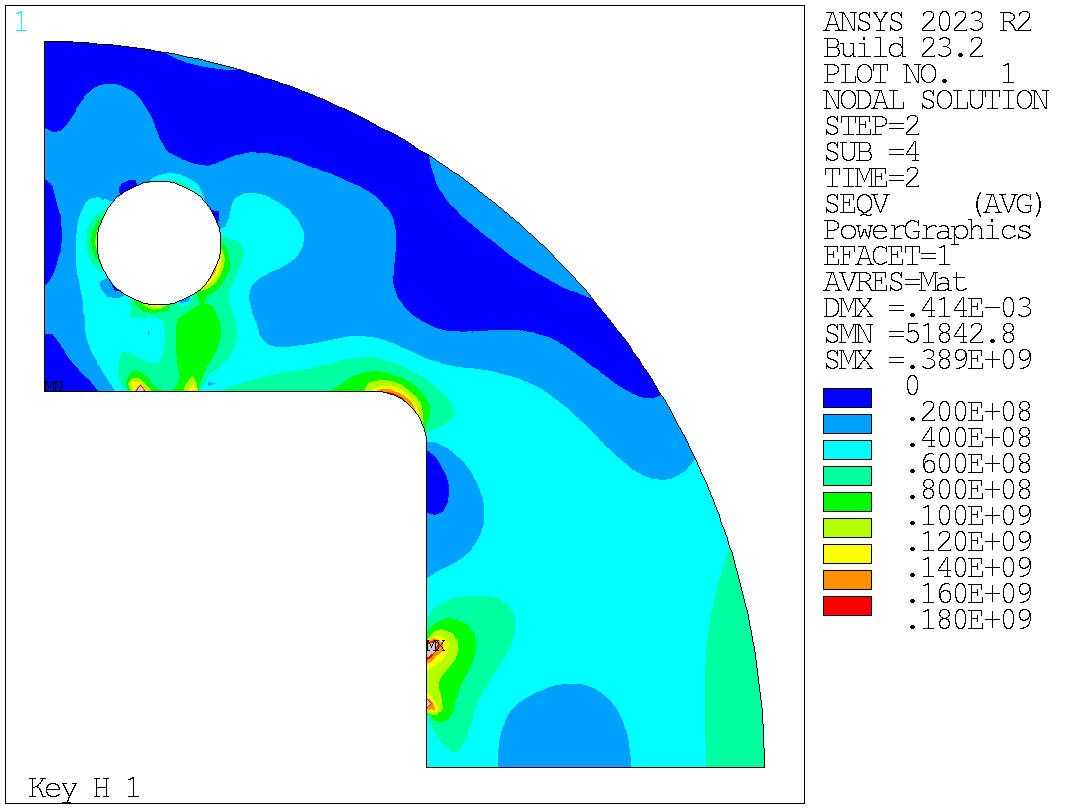 1
ANSYS 2023 R2
Build 23.2
PLOT NO. 1
NODAL SOLUTION
STEP=2
SUB =4
TIME=2
SEQV (AVG)
PowerGraphics
EFACET=1
AVRES=Mat
DMX =.414E-03
SMN =51842.8
SMX =.389E+09
0
.200E+08
.400E+08
.600E+08
.800E+08
.100E+09
.120E+09
.140E+09
.160E+09
.180E+09
MN
MX
Key H 1